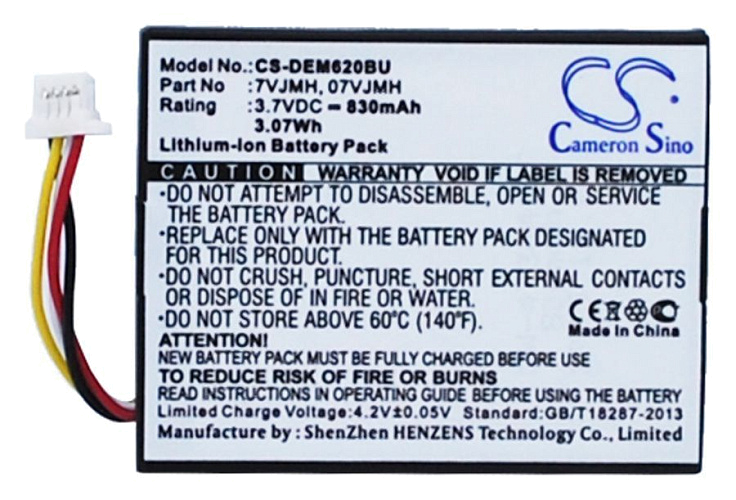 Model No.:CS-DEM620BU
Part No :7VJMH, 07VJMH
Rating :3.7VDC⎓830mAh
3.07Wh
Lithium-Ion Battery Pack
CS
Cameron Sino
CAUTION WARRANTY VOID IF LABEL IS REMOVED
•DO NOT ATTEMPT TO DISASSEMBLE, OPEN OR SERVICE
THE BATTERY PACK.
•REPLACE ONLY WITH THE BATTERY PACK DESIGNATED
FOR THIS PRODUCT.
•DO NOT CRUSH, PUNCTURE, SHORT EXTERNAL CONTACTS
OR DISPOSE OF IN FIRE OR WATER.
•DO NOT STORE ABOVE 60°C (140°F).
CE
Made In China
ATTENTION!
NEW BATTERY PACK MUST BE FULLY CHARGED BEFORE USE
TO REDUCE RISK OF FIRE OR BURNS
READ INSTRUCTIONS BEFORE INSTALLING, CHARGING OR USING THE BATTERY PACK
Limited Charge Voltage:4.2V±0.05V Standard:GB/T18287-2013
Manufacture by : ShenZhen HENZENS Technology Co., Limited